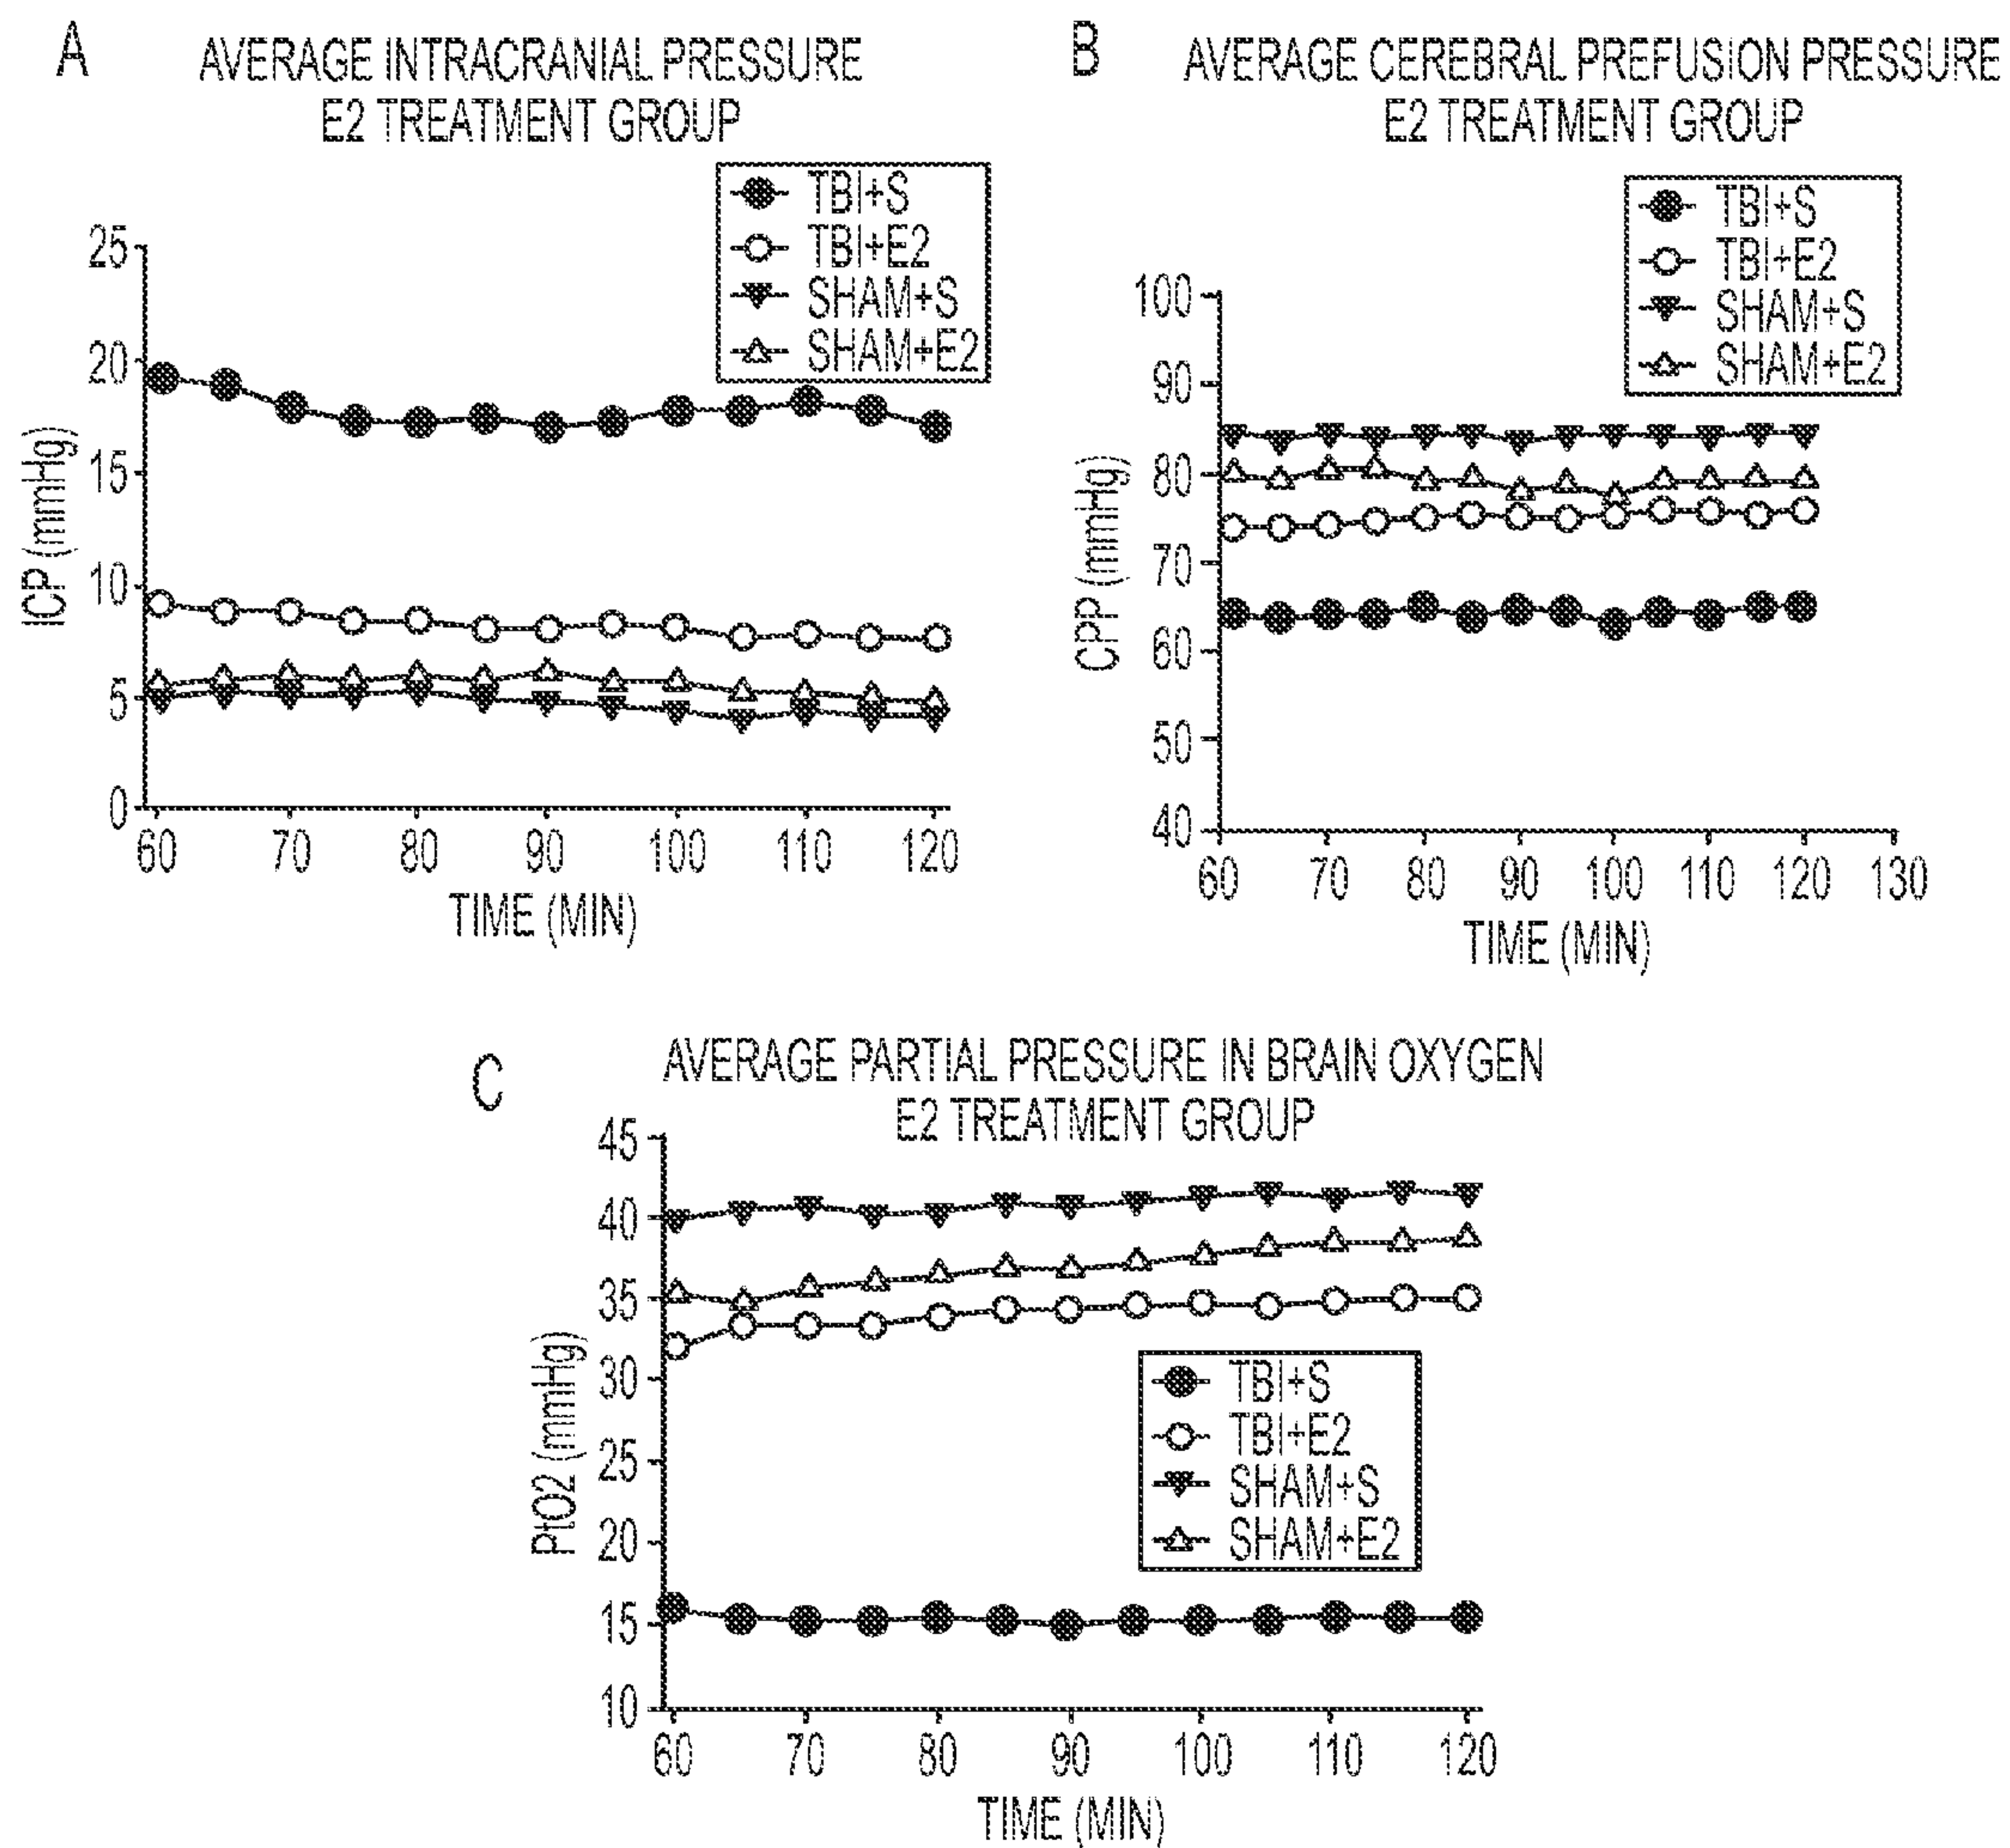 A
AVERAGE INTRACRANIAL PRESSURE
E2 TREATMENT GROUP
TBI+S
TBI+E2
SHAM+S
SHAM+E2
25
20
15
10
5
0
ICP (mmHg)
60 70 80 90 100 110 120
TIME (MIN)
B
AVERAGE CEREBRAL PREFUSION PRESSURE
E2 TREATMENT GROUP
TBI+S
TBI+E2
SHAM+S
SHAM+E2
100
90
80
70
60
50
40
CPP (mmHg)
60 70 80 90 100 110 120 130
TIME (MIN)
C
AVERAGE PARTIAL PRESSURE IN BRAIN OXYGEN
E2 TREATMENT GROUP
45
40
35
30
25
20
15
10
PtO2 (mmHg)
TBI+S
TBI+E2
SHAM+S
SHAM+E2
60 70 80 90 100 110 120
TIME (MIN)